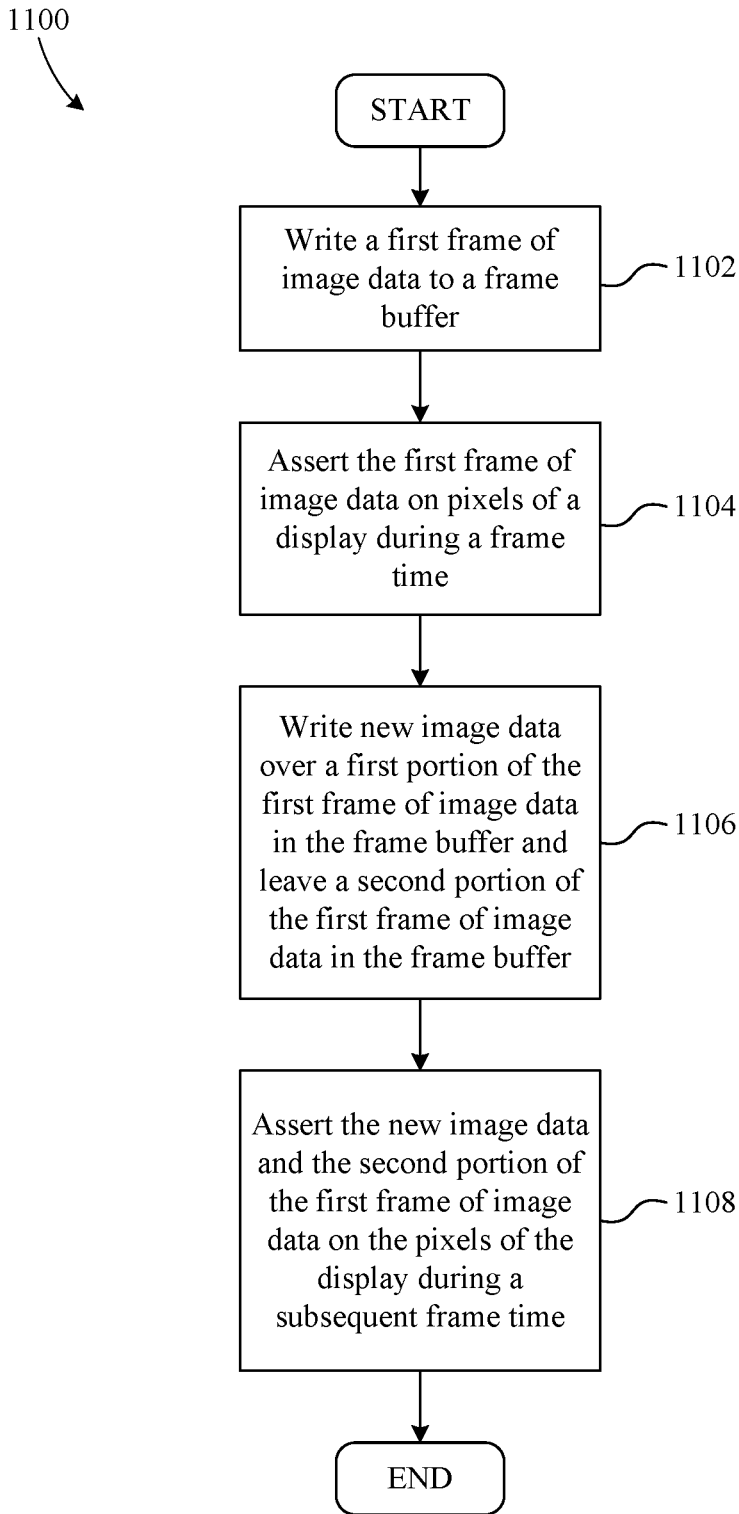 1100
START
Write a first frame of
image data to a frame
buffer
1102
Assert the first frame of
image data on pixels of a
display during a frame
time
1104
Write new image data
over a first portion of the
first frame of image data
in the frame buffer and
leave a second portion of
the first frame of image
data in the frame buffer
1106
Assert the new image data
and the second portion of
the first frame of image
data on the pixels of the
display during a
subsequent frame time
1108
END